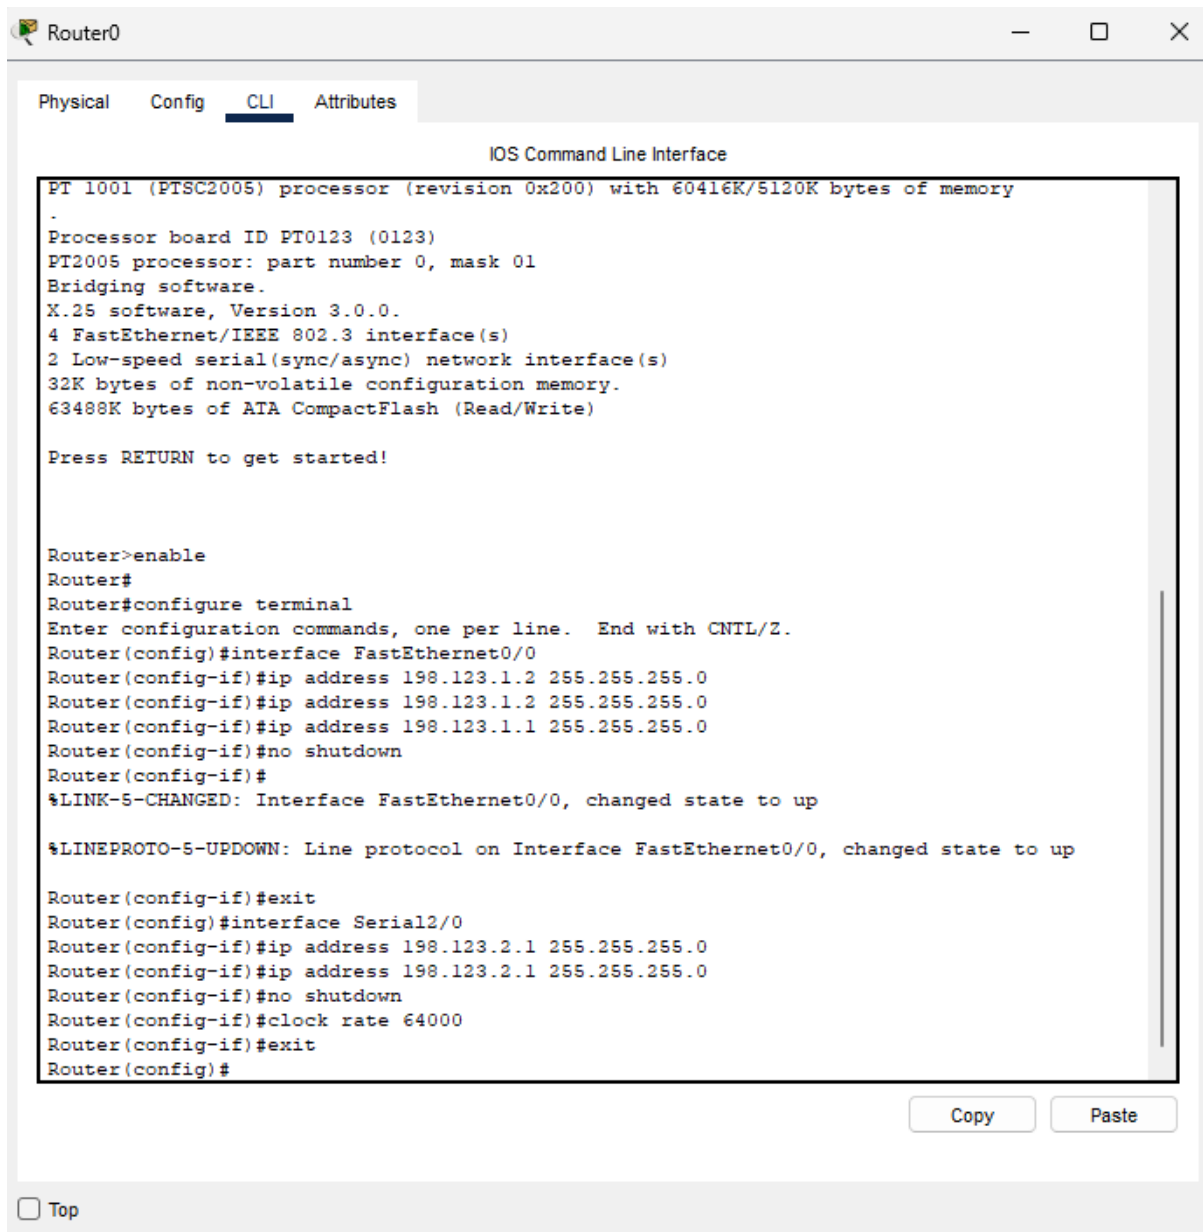 Router0
Physical Config CLI Attributes
IOS Command Line Interface
PT 1001 (PTSC2005) processor (revision 0x200) with 60416K/5120K bytes of memory
.
Processor board ID PT0123 (0123)
PT2005 processor: part number 0, mask 01
Bridging software.
X.25 software, Version 3.0.0.
4 FastEthernet/IEEE 802.3 interface(s)
2 Low-speed serial(sync/async) network interface(s)
32K bytes of non-volatile configuration memory.
63488K bytes of ATA CompactFlash (Read/Write)
Press RETURN to get started!
Router>enable
Router#
Router#configure terminal
Enter configuration commands, one per line.  End with CNTL/Z.
Router(config)#interface FastEthernet0/0
Router(config-if)#ip address 198.123.1.2 255.255.255.0
Router(config-if)#ip address 198.123.1.2 255.255.255.0
Router(config-if)#ip address 198.123.1.1 255.255.255.0
Router(config-if)#no shutdown
Router(config-if)#
%LINK-5-CHANGED: Interface FastEthernet0/0, changed state to up
%LINEPROTO-5-UPDOWN: Line protocol on Interface FastEthernet0/0, changed state to up
Router(config-if)#exit
Router(config)#interface Serial2/0
Router(config-if)#ip address 198.123.2.1 255.255.255.0
Router(config-if)#ip address 198.123.2.1 255.255.255.0
Router(config-if)#no shutdown
Router(config-if)#clock rate 64000
Router(config-if)#exit
Router(config)#
Copy Paste
Top